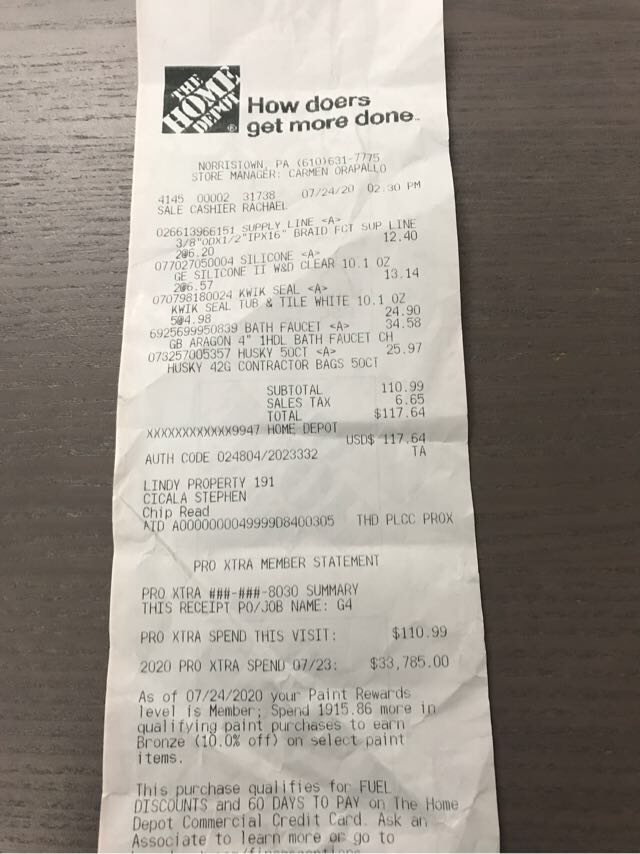 THE
HOME
DEPOT
®
How doers
get more done™
NORRISTOWN, PA (610)631-7775
STORE MANAGER: CARMEN ORAPALLO
4145 00002 31738 07/24/20 02:30 PM
SALE CASHIER RACHAEL
026613966151 SUPPLY LINE <A>
3/8"ODX1/2"IPX16" BRAID FCT SUP LINE
2@6.20 12.40
077027050004 SILICONE <A>
GE SILICONE II W&D CLEAR 10.1 OZ
2@6.57 13.14
070798180024 KWIK SEAL <A>
KWIK SEAL TUB & TILE WHITE 10.1 OZ
5@4.98 24.90
6925699950839 BATH FAUCET <A> 34.58
GB ARAGON 4" 1HDL BATH FAUCET CH
073257005357 HUSKY 50CT <A> 25.97
HUSKY 42G CONTRACTOR BAGS 50CT
SUBTOTAL 110.99
SALES TAX 6.65
TOTAL $117.64
XXXXXXXXXXXX9947 HOME DEPOT
USD$ 117.64
AUTH CODE 024804/2023332 TA
LINDY PROPERTY 191
CICALA STEPHEN
Chip Read
AID A0000000049999D8400305 THD PLCC PROX
PRO XTRA MEMBER STATEMENT
PRO XTRA ###-###-8030 SUMMARY
THIS RECEIPT PO/JOB NAME: G4
PRO XTRA SPEND THIS VISIT: $110.99
2020 PRO XTRA SPEND 07/23: $33,785.00
As of 07/24/2020 your Paint Rewards
level is Member; Spend 1915.86 more in
qualifying paint purchases to earn
Bronze (10.0% off) on select paint
items.
This purchase qualifies for FUEL
DISCOUNTS and 60 DAYS TO PAY on The Home
Depot Commercial Credit Card. Ask an
Associate to learn more or go to